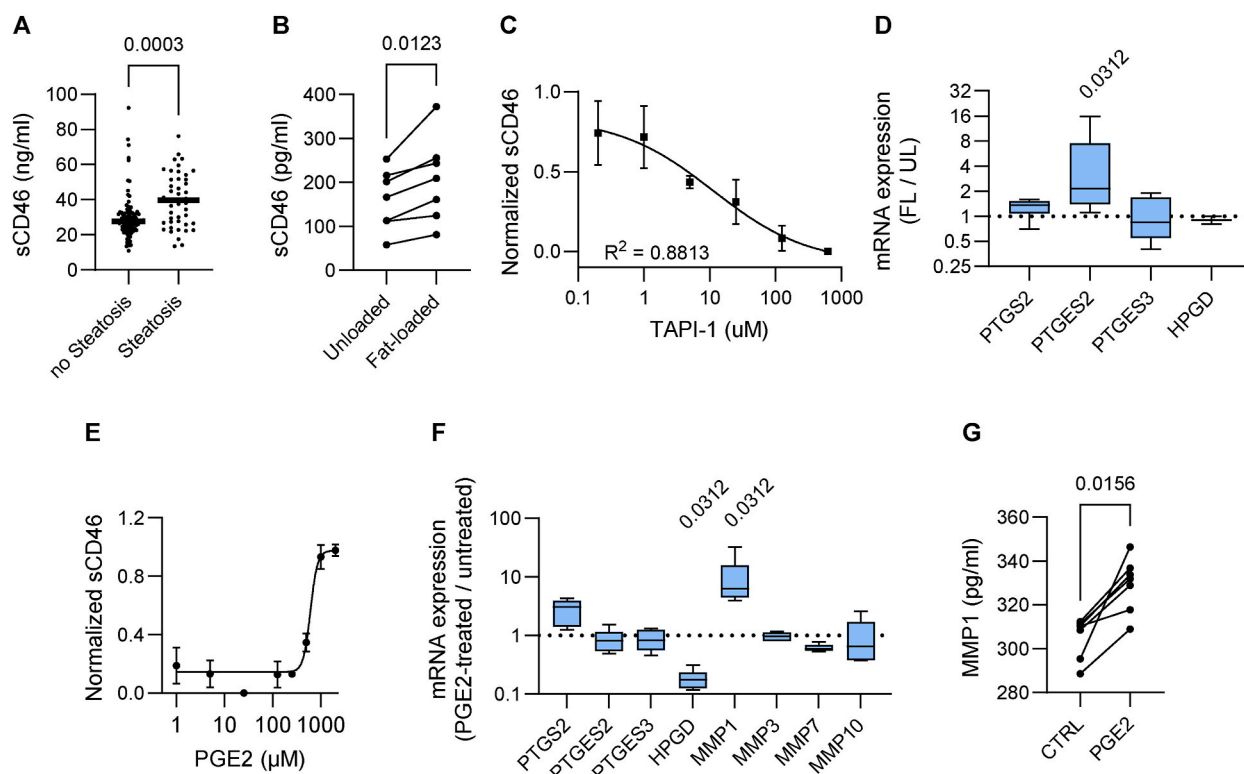 A
0.0003
sCD46 (ng/ml)
100
80
60
40
20
0
no Steatosis
Steatosis
B
0.0123
sCD46 (pg/ml)
400
300
200
100
0
Unloaded
Fat-loaded
C
Normalized sCD46
1.0
0.5
0.0
R² = 0.8813
0.1 1 10 100 1000
TAPI-1 (uM)
D
0.0312
mRNA expression
(FL / UL)
32
16
8
4
2
1
0.5
0.25
PTGS2
PTGES2
PTGES3
HPGD
E
Normalized sCD46
1.2
0.8
0.4
0.0
1 10 100 1000
PGE2 (µM)
F
0.0312
0.0312
mRNA expression
(PGE2-treated / untreated)
100
10
1
0.1
PTGS2
PTGES2
PTGES3
HPGD
MMP1
MMP3
MMP7
MMP10
G
0.0156
MMP1 (pg/ml)
360
340
320
300
280
CTRL
PGE2